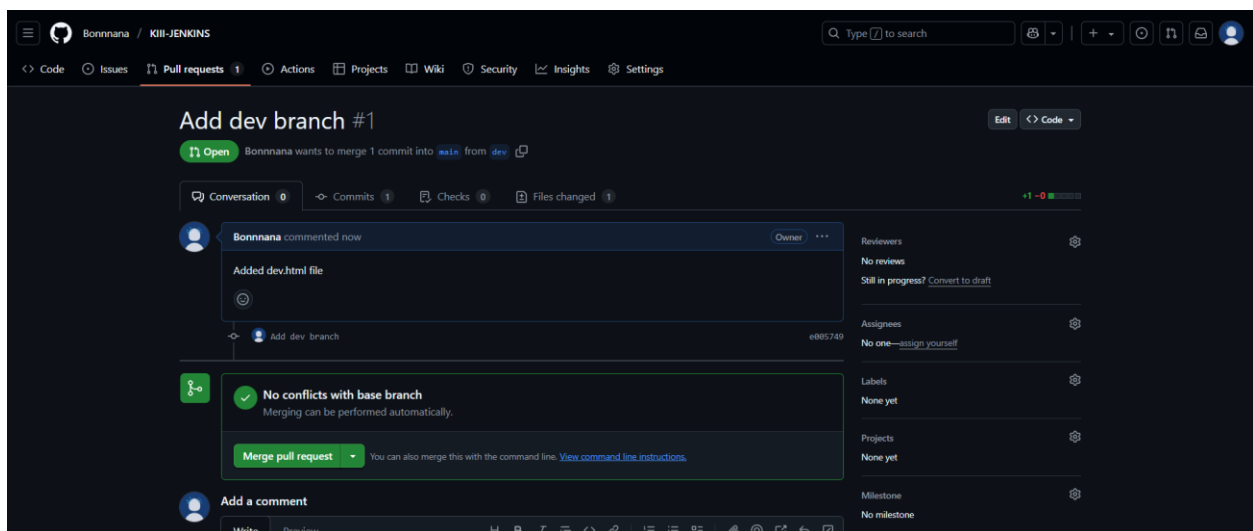 Bonnnana / KIII-JENKINS
Type / to search
Code Issues Pull requests 1 Actions Projects Wiki Security Insights Settings
Add dev branch #1
Edit <> Code
Open Bonnnana wants to merge 1 commit into main from dev
Conversation 0 Commits 1 Checks 0 Files changed 1
+1 −0
Bonnnana commented now
Owner
Added dev.html file
Add dev branch
e005749
No conflicts with base branch
Merging can be performed automatically.
Merge pull request
You can also merge this with the command line. View command line instructions.
Add a comment
Write Preview
Reviewers
No reviews
Still in progress? Convert to draft
Assignees
No one—assign yourself
Labels
None yet
Projects
None yet
Milestone
No milestone